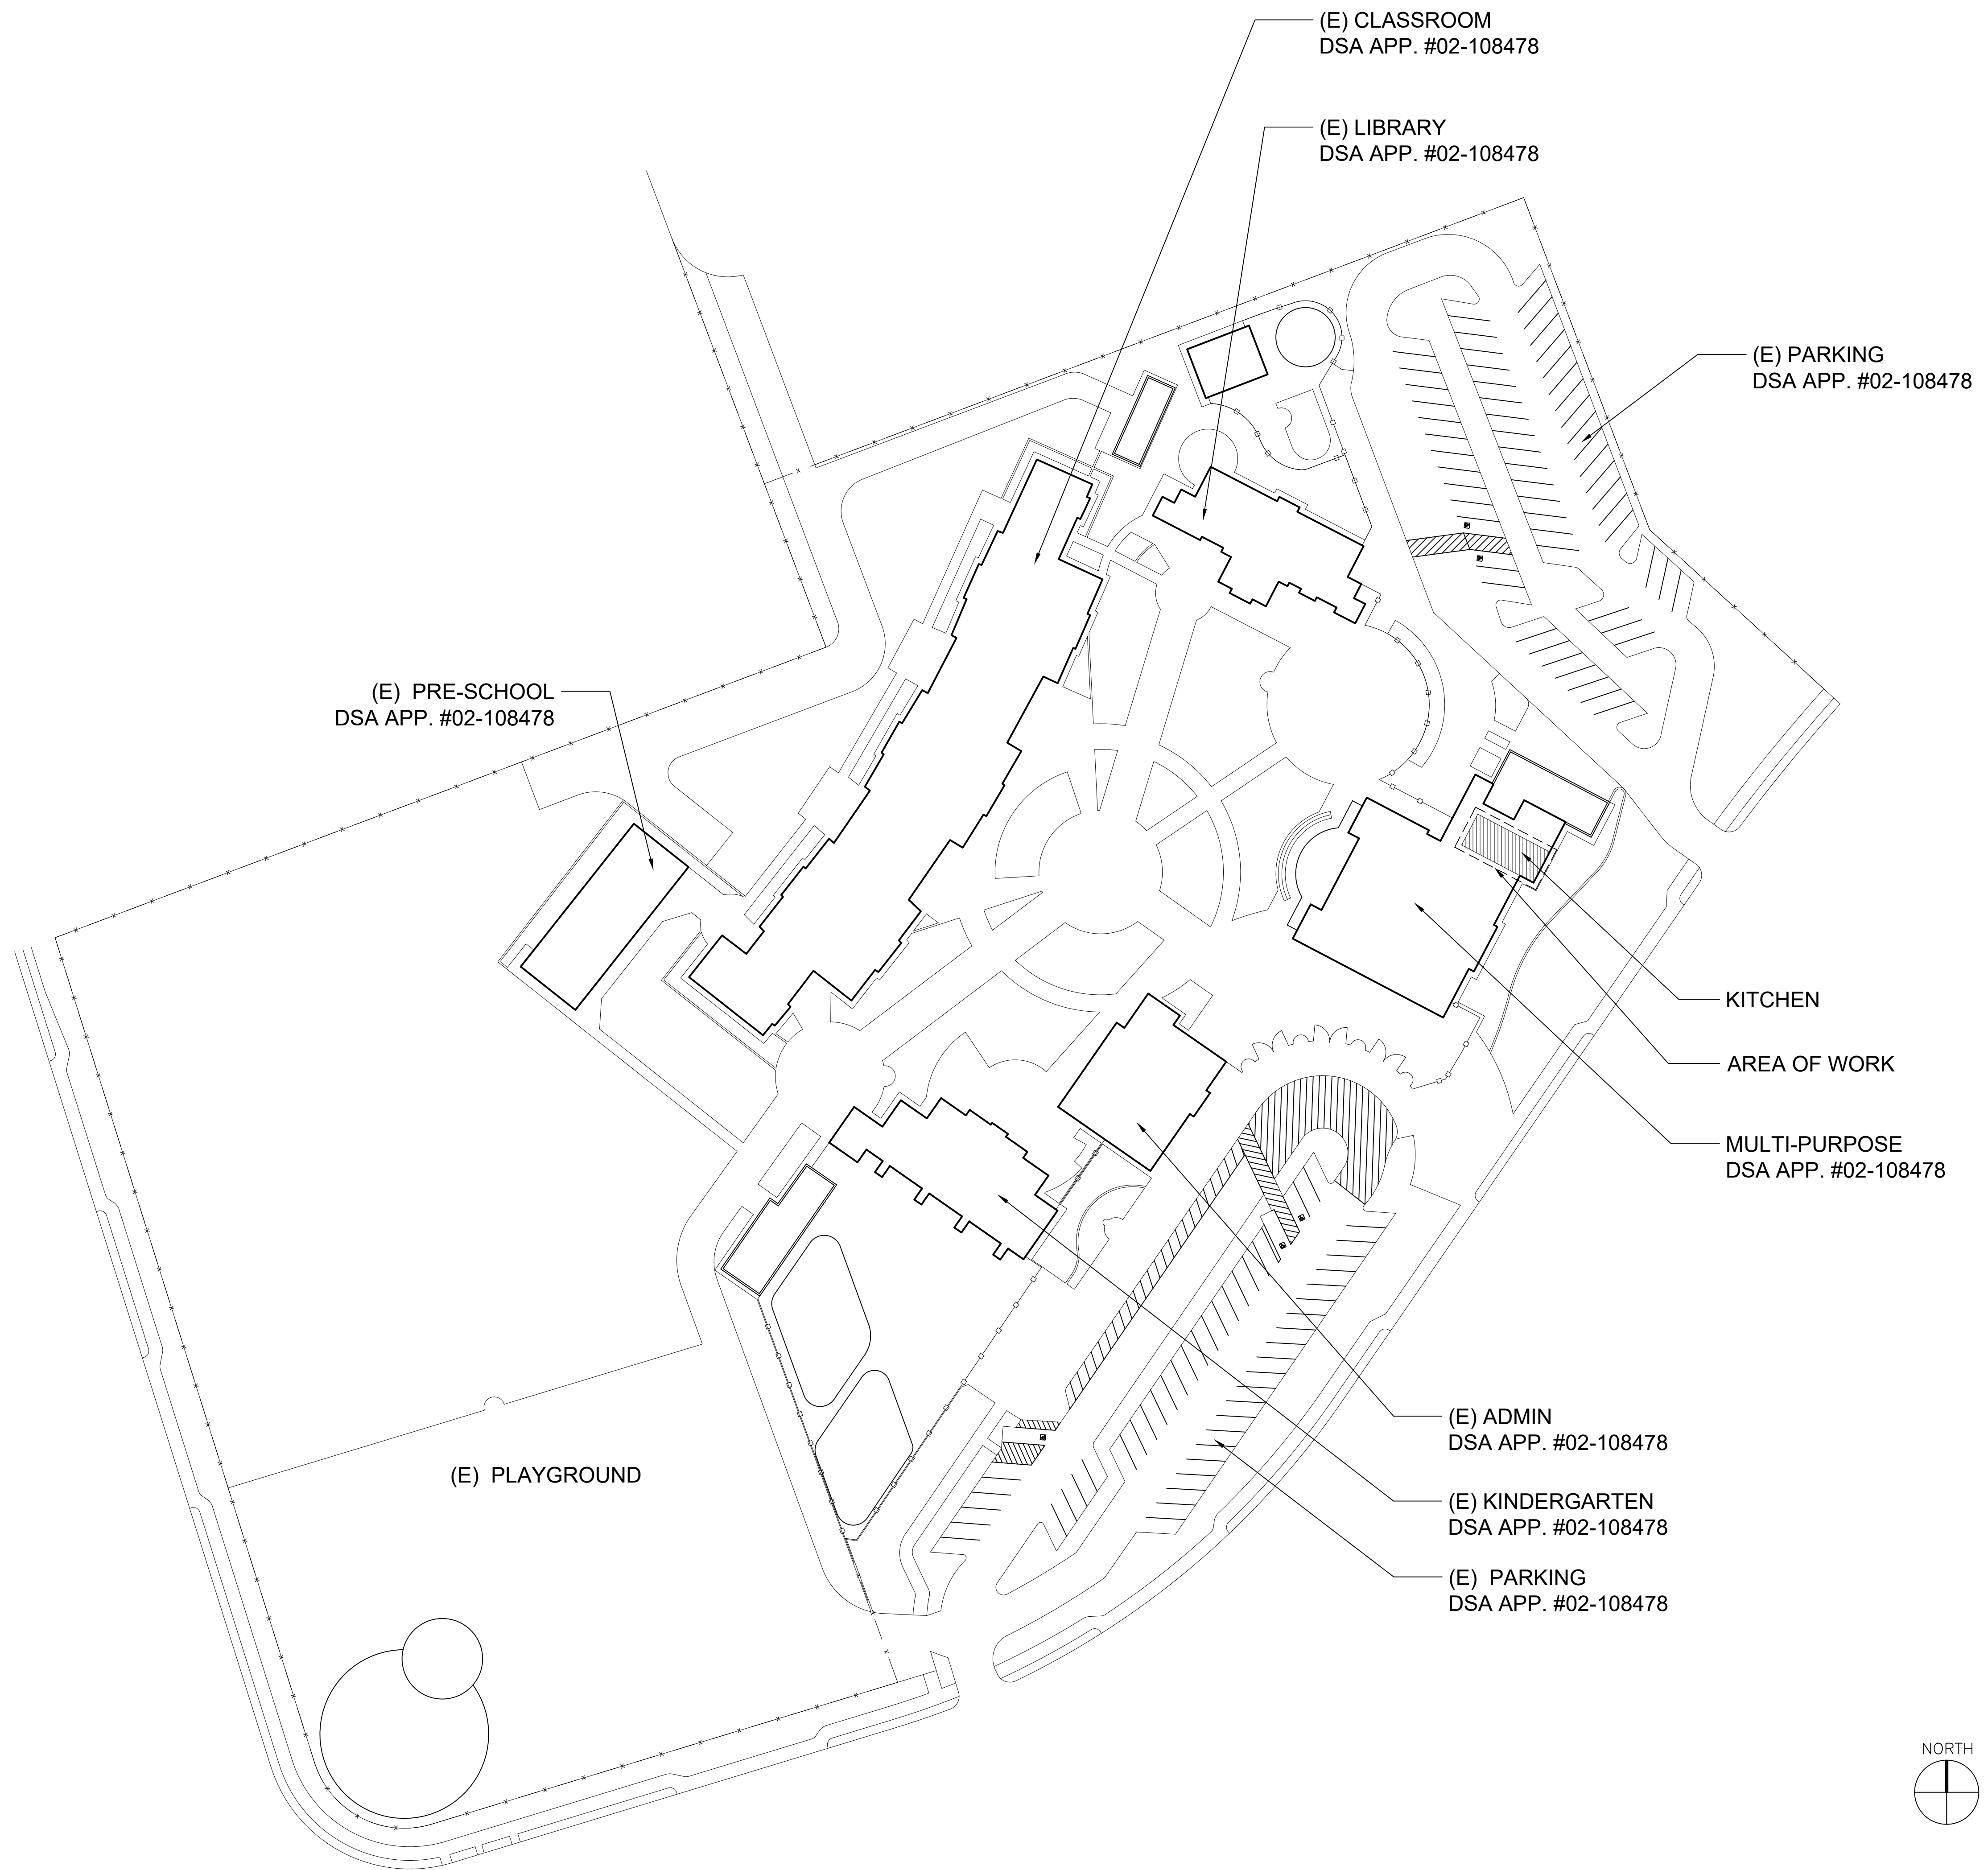 (E) CLASSROOM
DSA APP. #02-108478
(E) LIBRARY
DSA APP. #02-108478
(E) PARKING
DSA APP. #02-108478
(E) PRE-SCHOOL
DSA APP. #02-108478
KITCHEN
AREA OF WORK
MULTI-PURPOSE
DSA APP. #02-108478
(E) ADMIN
DSA APP. #02-108478
(E) PLAYGROUND
(E) KINDERGARTEN
DSA APP. #02-108478
(E) PARKING
DSA APP. #02-108478
NORTH